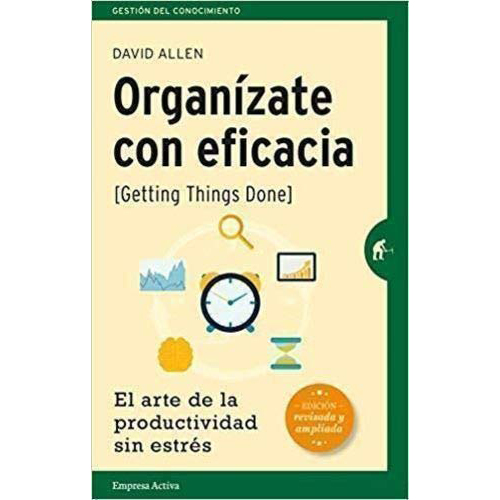 GESTIÓN DEL CONOCIMIENTO
DAVID ALLEN
Organízate
con eficacia
[Getting Things Done]
El arte de la
productividad
sin estrés
EDICIÓN
revisada y
ampliada
Empresa Activa